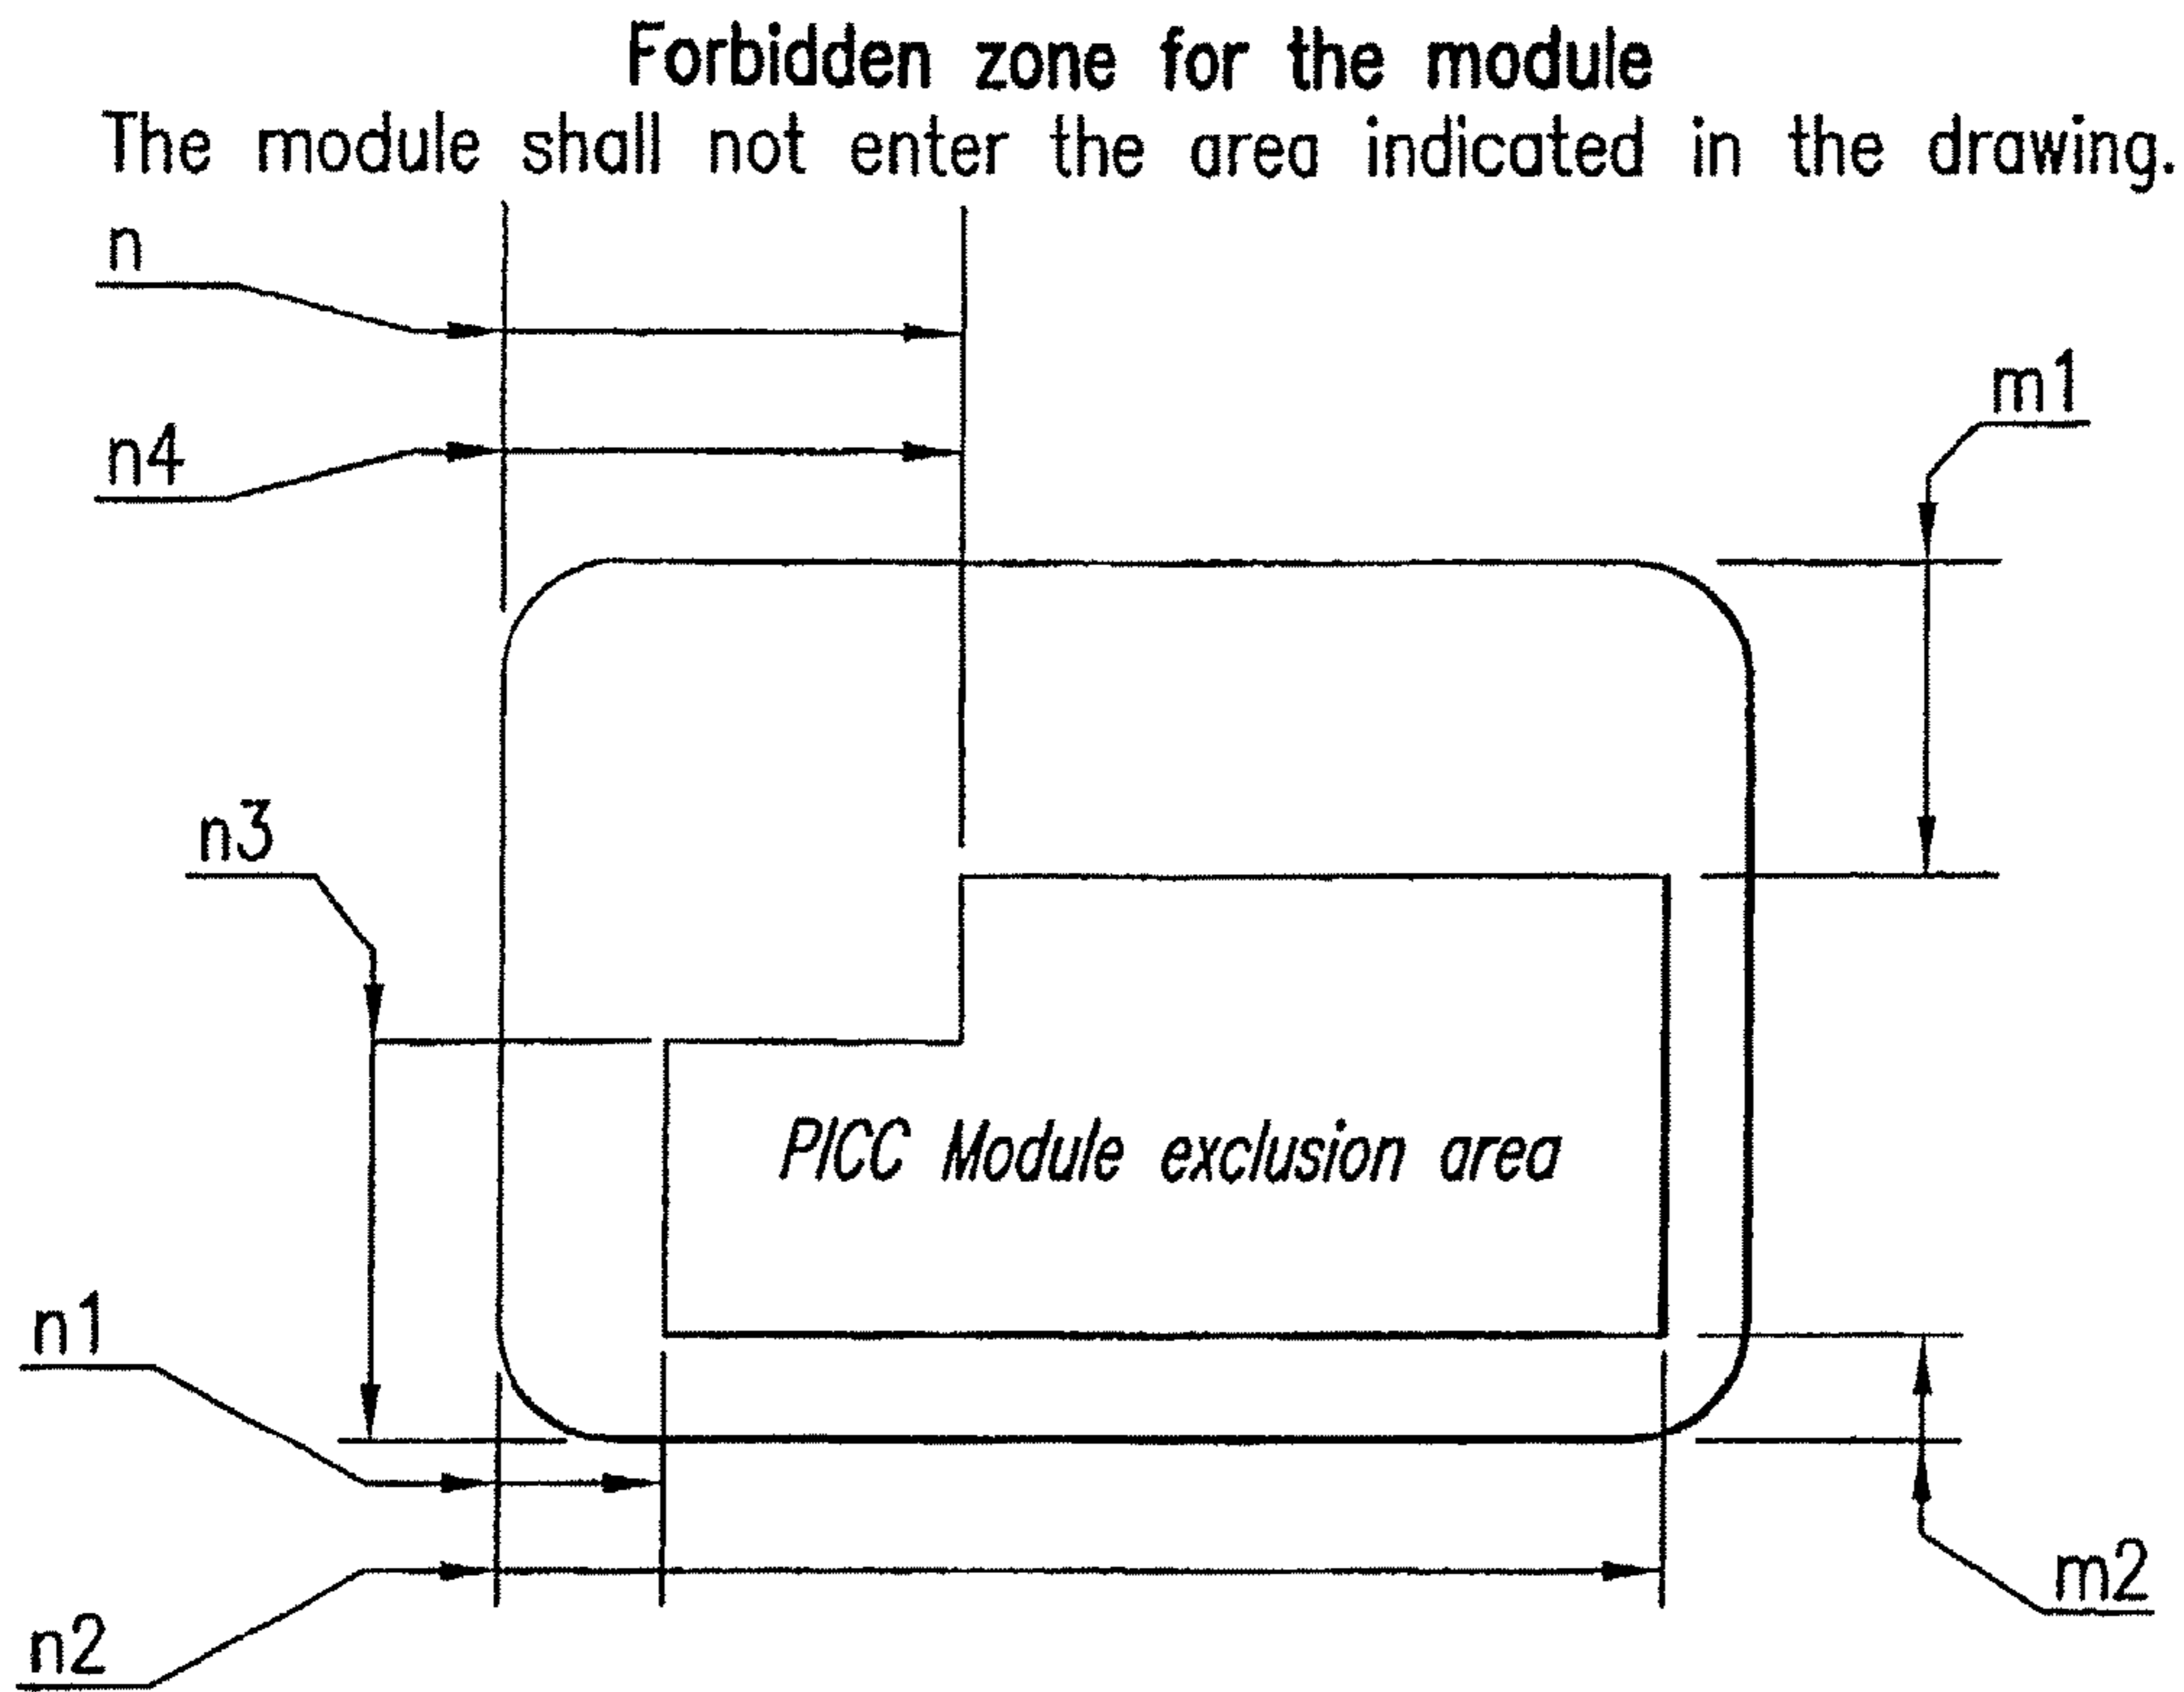 Forbidden zone for the module
The module shall not enter the area indicated in the drawing.
n
n4
m1
n3
PICC Module exclusion area
n1
m2
n2